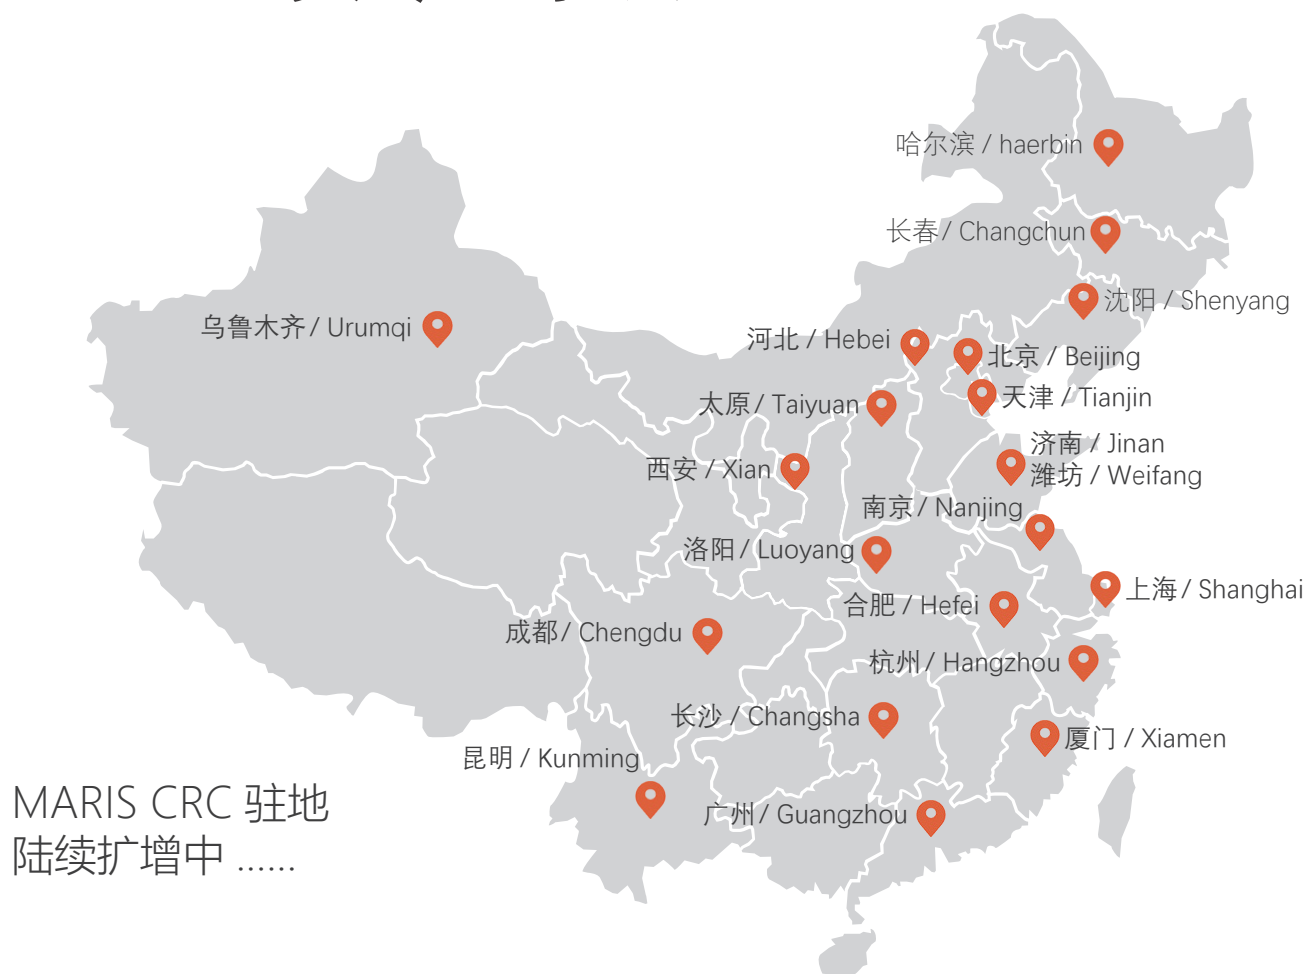 哈尔滨 / haerbin
长春 / Changchun
沈阳 / Shenyang
乌鲁木齐 / Urumqi
河北 / Hebei
北京 / Beijing
太原 / Taiyuan
天津 / Tianjin
济南 / Jinan
西安 / Xian
潍坊 / Weifang
南京 / Nanjing
洛阳 / Luoyang
上海 / Shanghai
合肥 / Hefei
成都 / Chengdu
杭州 / Hangzhou
长沙 / Changsha
厦门 / Xiamen
昆明 / Kunming
广州 / Guangzhou
MARIS CRC 驻地
陆续扩增中 ......